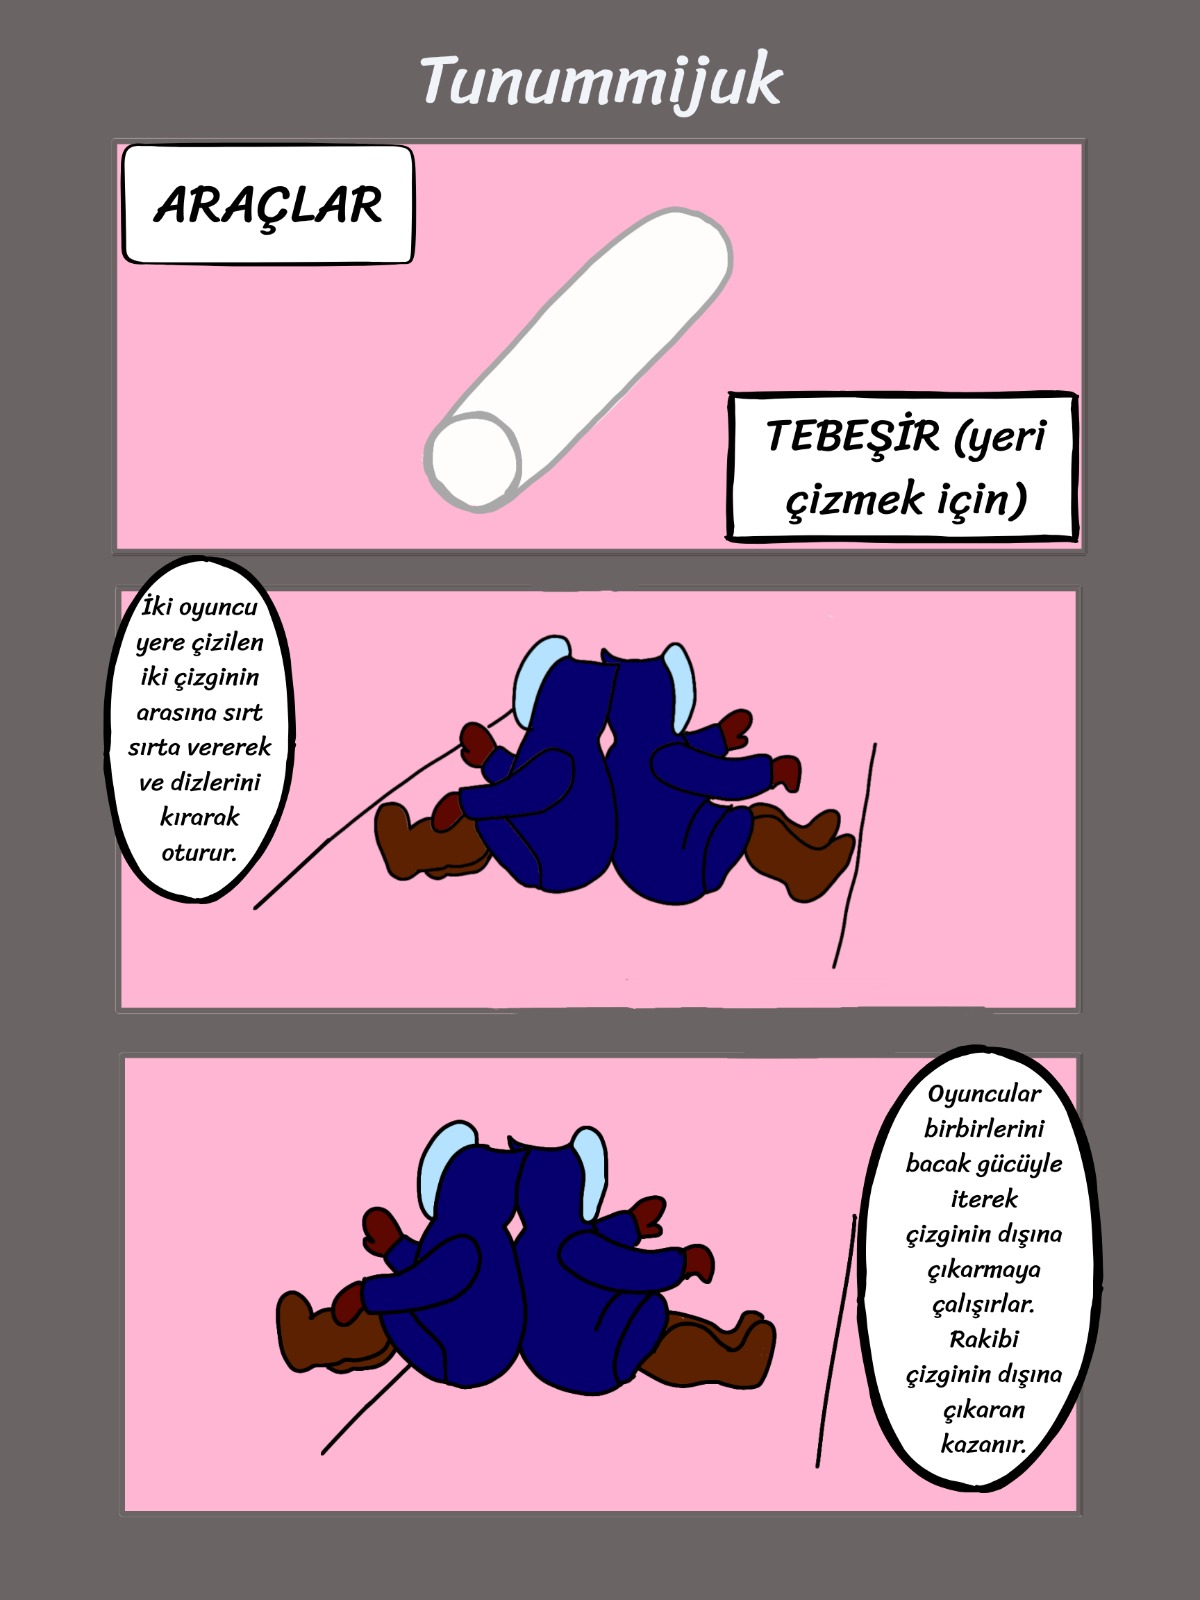 Tunummijuk
ARAÇLAR
TEBEŞİR (yeri
çizmek için)
İki oyuncu
yere çizilen
iki çizginin
arasına sırt
sırta vererek
ve dizlerini
kırarak
oturur.
Oyuncular
birbirlerini
bacak gücüyle
iterek
çizginin dışına
çıkarmaya
çalışırlar.
Rakibi
çizginin dışına
çıkaran
kazanır.